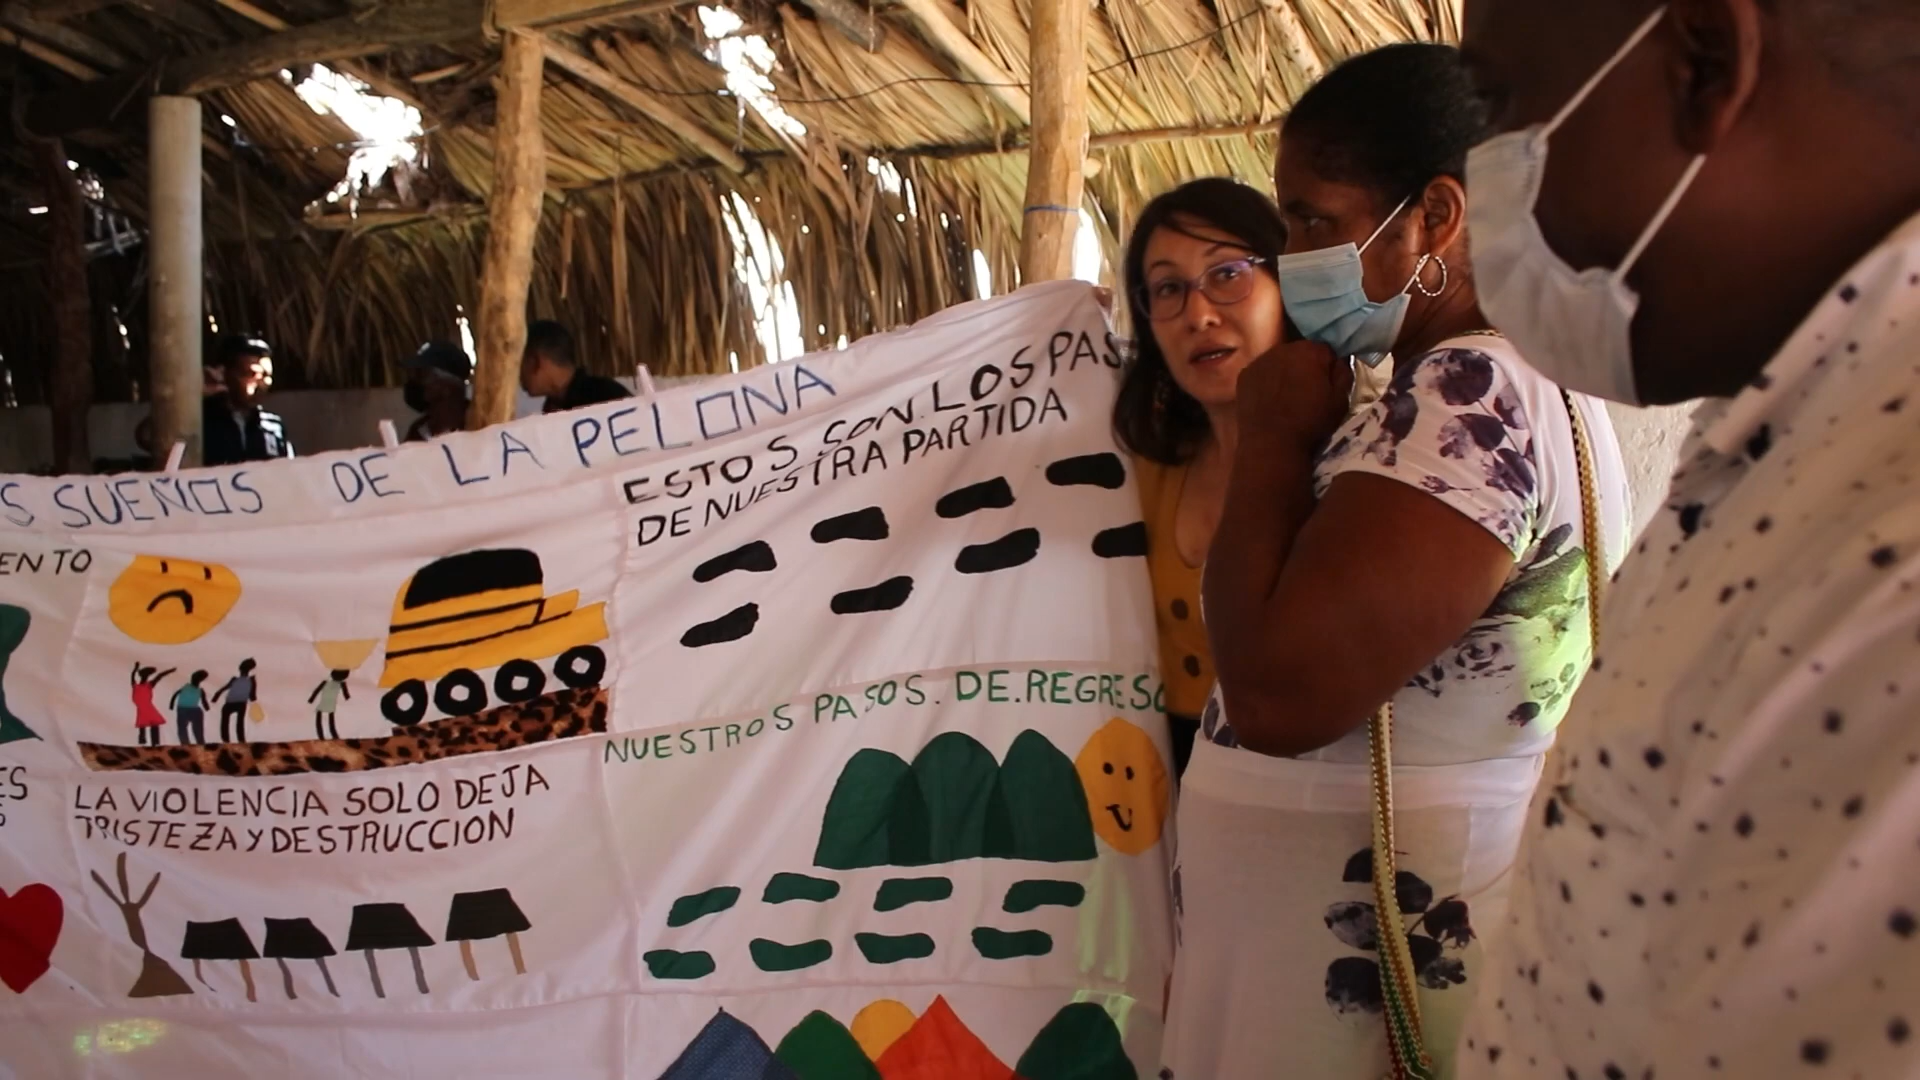 S SUEÑOS DE LA PELONA
ENTO
ESTOS SON LOS PAS
DE NUESTRA PARTIDA
NUESTROS PASOS. DE. REGRESO
ES
LA VIOLENCIA SOLO DEJA
TRISTEZA Y DESTRUCCION